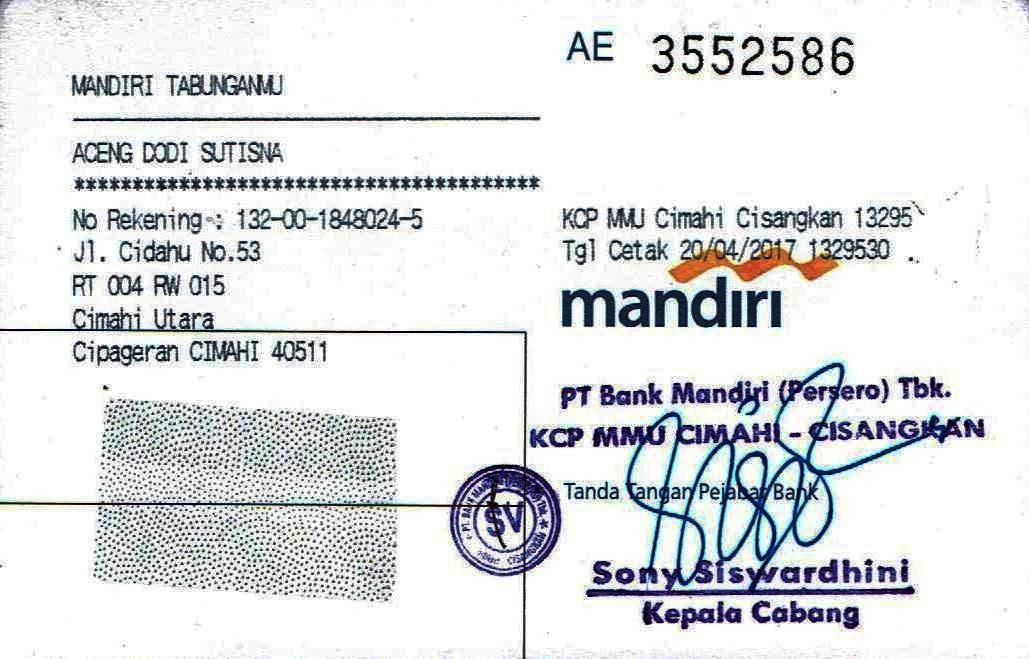 AE 3552586
MANDIRI TABUNGANMU
ACENG DODI SUTISNA
****************************************
No Rekening : 132-00-1848024-5
Jl. Cidahu No.53
RT 004 RW 015
Cimahi Utara
Cipageran CIMAHI 40511
KCP MMU Cimahi Cisangkan 13295
Tgl Cetak 20/04/2017 1329530
mandırı
PT Bank Mandiri (Persero) Tbk.
KCP MMU CIMAHI - CISANGKAN
Tanda Tangan Pejabat Bank
SV
Sony Siswardhini
Kepala Cabang